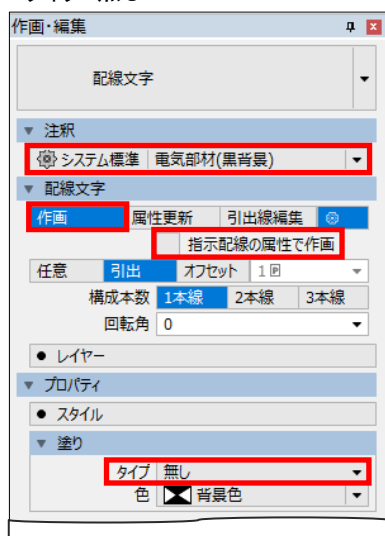 作画・編集
配線文字
▼ 注釈
システム標準 電気部材(黒背景)
▼ 配線文字
作画 属性更新 引出線編集
指示配線の属性で作画
任意 引出 オフセット 1 P
構成本数 1本線 2本線 3本線
回転角 0
● レイヤー
▼ プロパティ
● スタイル
▼ 塗り
タイプ 無し
色 背景色